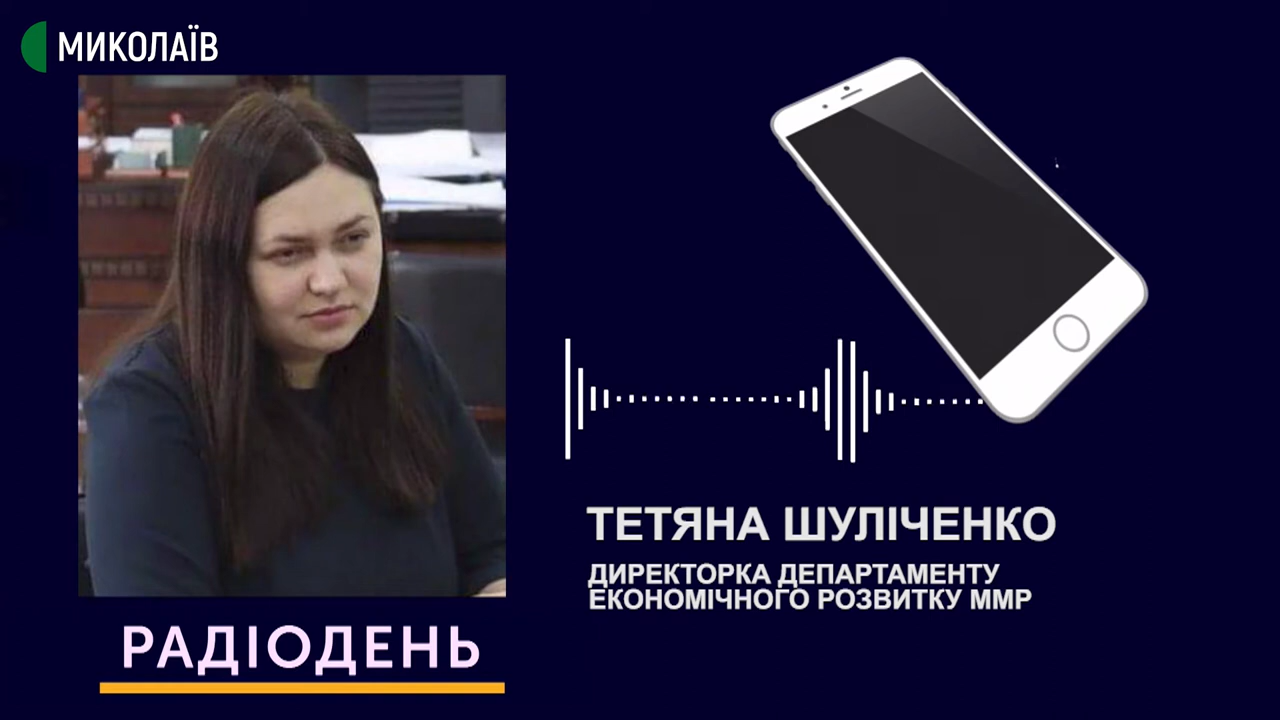 МИКОЛАЇВ
ТЕТЯНА ШУЛІЧЕНКО
ДИРЕКТОРКА ДЕПАРТАМЕНТУ
ЕКОНОМІЧНОГО РОЗВИТКУ ММР
РАДІОДЕНЬ